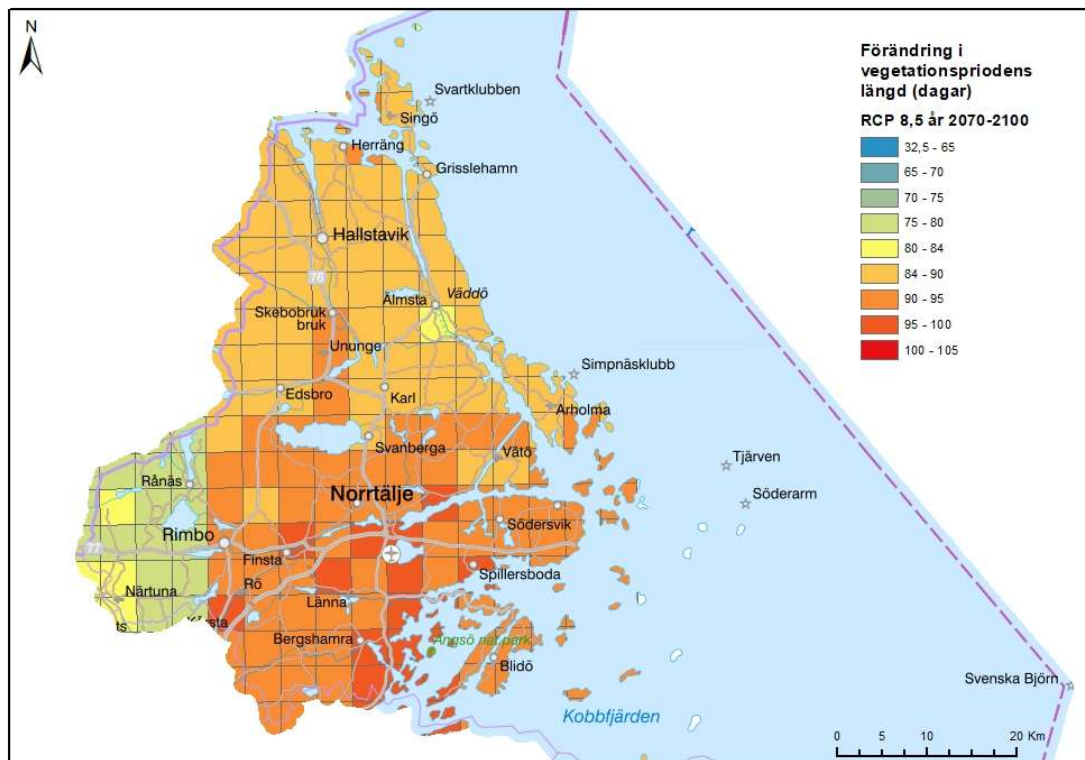 N
Förändring i
vegetationspriodens
längd (dagar)
RCP 8,5 år 2070-2100
32,5 - 65
65 - 70
70 - 75
75 - 80
80 - 84
84 - 90
90 - 95
95 - 100
100 - 105
Svartklubben
Singö
Herräng
Grisslehamn
Hallstavik
76
Älmsta
Väddö
Skebobruk
bruk
Ununge
Simpnäsklubb
Edsbro
Karl
Arholma
Svanberga
Vätö
Tjärven
Rånäs
Norrtälje
Söderarm
Södersvik
Rimbo
77
Finsta
Spillersboda
Rö
Närtuna
Länna
ts
sta
Bergshamra
Ängsö nat.park
Blidö
Svenska Björn
Kobbfjärden
0 5 10 20 Km